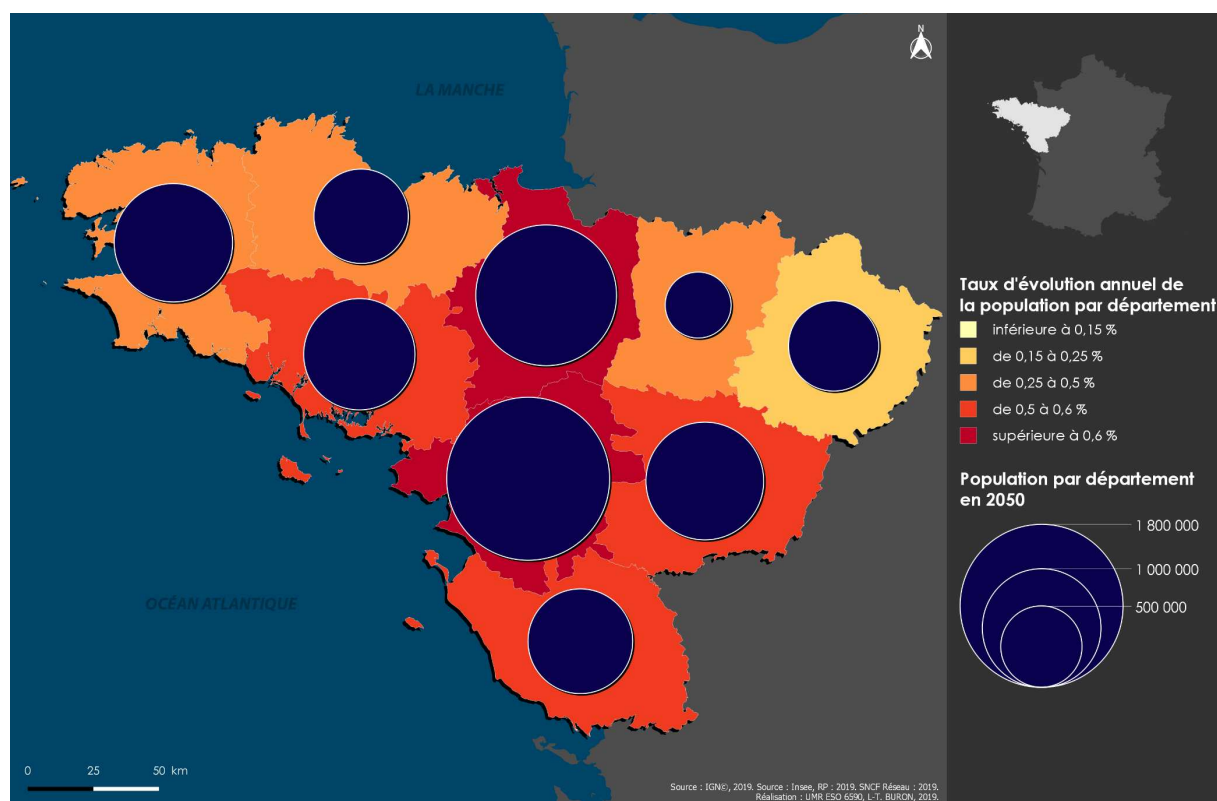 N
LA MANCHE
OCÉAN ATLANTIQUE
0 25 50 km
Source : IGN©, 2019. Source : Insee, RP : 2019. SNCF Réseau : 2019.
Réalisation : UMR ESO 6590, L-T. BURON, 2019.
Taux d'évolution annuel de
la population par département
inférieure à 0,15 %
de 0,15 à 0,25 %
de 0,25 à 0,5 %
de 0,5 à 0,6 %
supérieure à 0,6 %
Population par département
en 2050
1 800 000
1 000 000
500 000